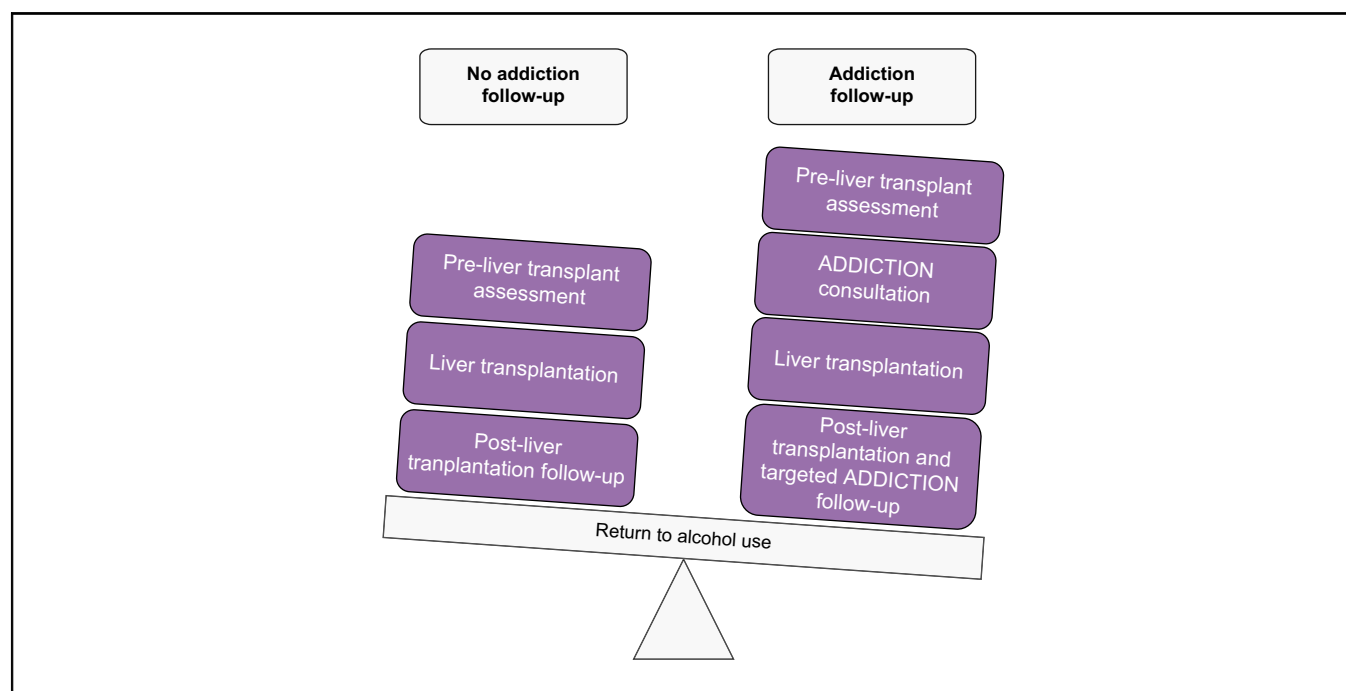 No addiction
follow-up
Addiction
follow-up
Pre-liver transplant
assessment
Liver transplantation
Post-liver
tranplantation follow-up
Pre-liver transplant
assessment
ADDICTION
consultation
Liver transplantation
Post-liver
transplantation and
targeted ADDICTION
follow-up
Return to alcohol use